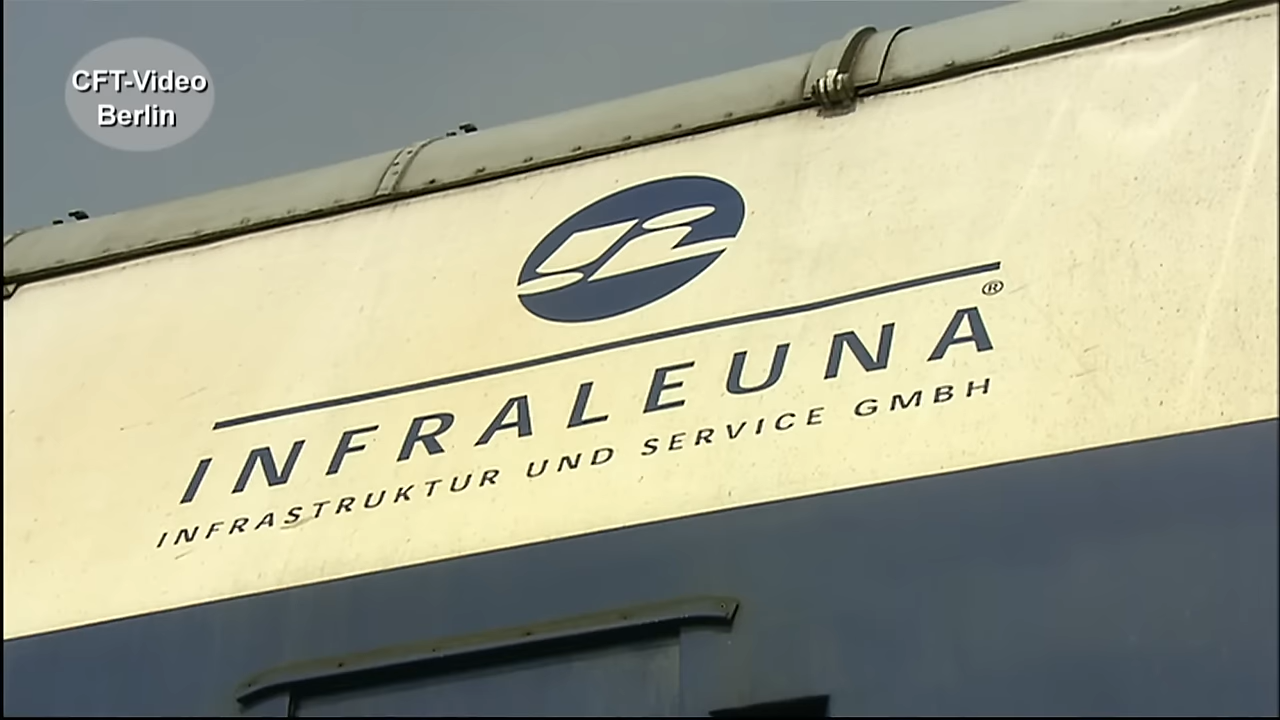 CFT-Video
Berlin
INFRALEUNA®
INFRASTRUKTUR UND SERVICE GMBH